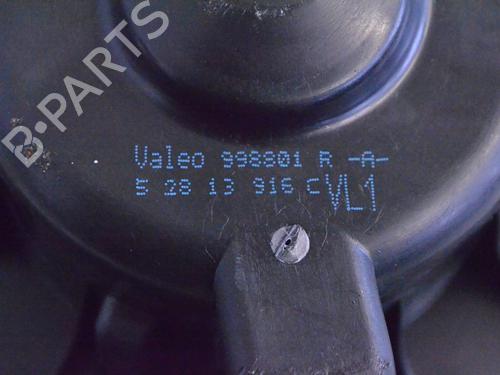 B-PARTS
Valeo 998801 R -A-
5 28 13 916 C VL1